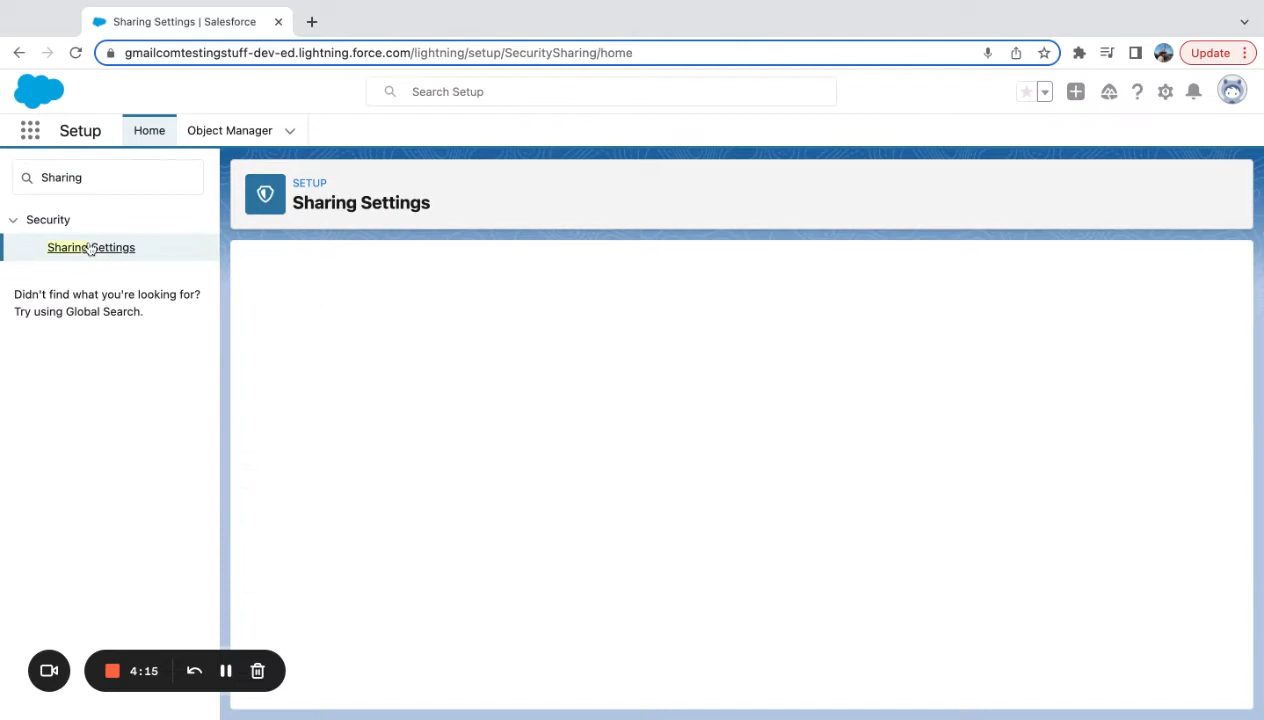 Sharing Settings | Salesforce
gmailcomtestingstuff-dev-ed.lightning.force.com/lightning/setup/SecuritySharing/home
Update
Search Setup
Setup
Home
Object Manager
Sharing
Security
Sharing Settings
Didn't find what you're looking for?
Try using Global Search.
SETUP
Sharing Settings
4:15